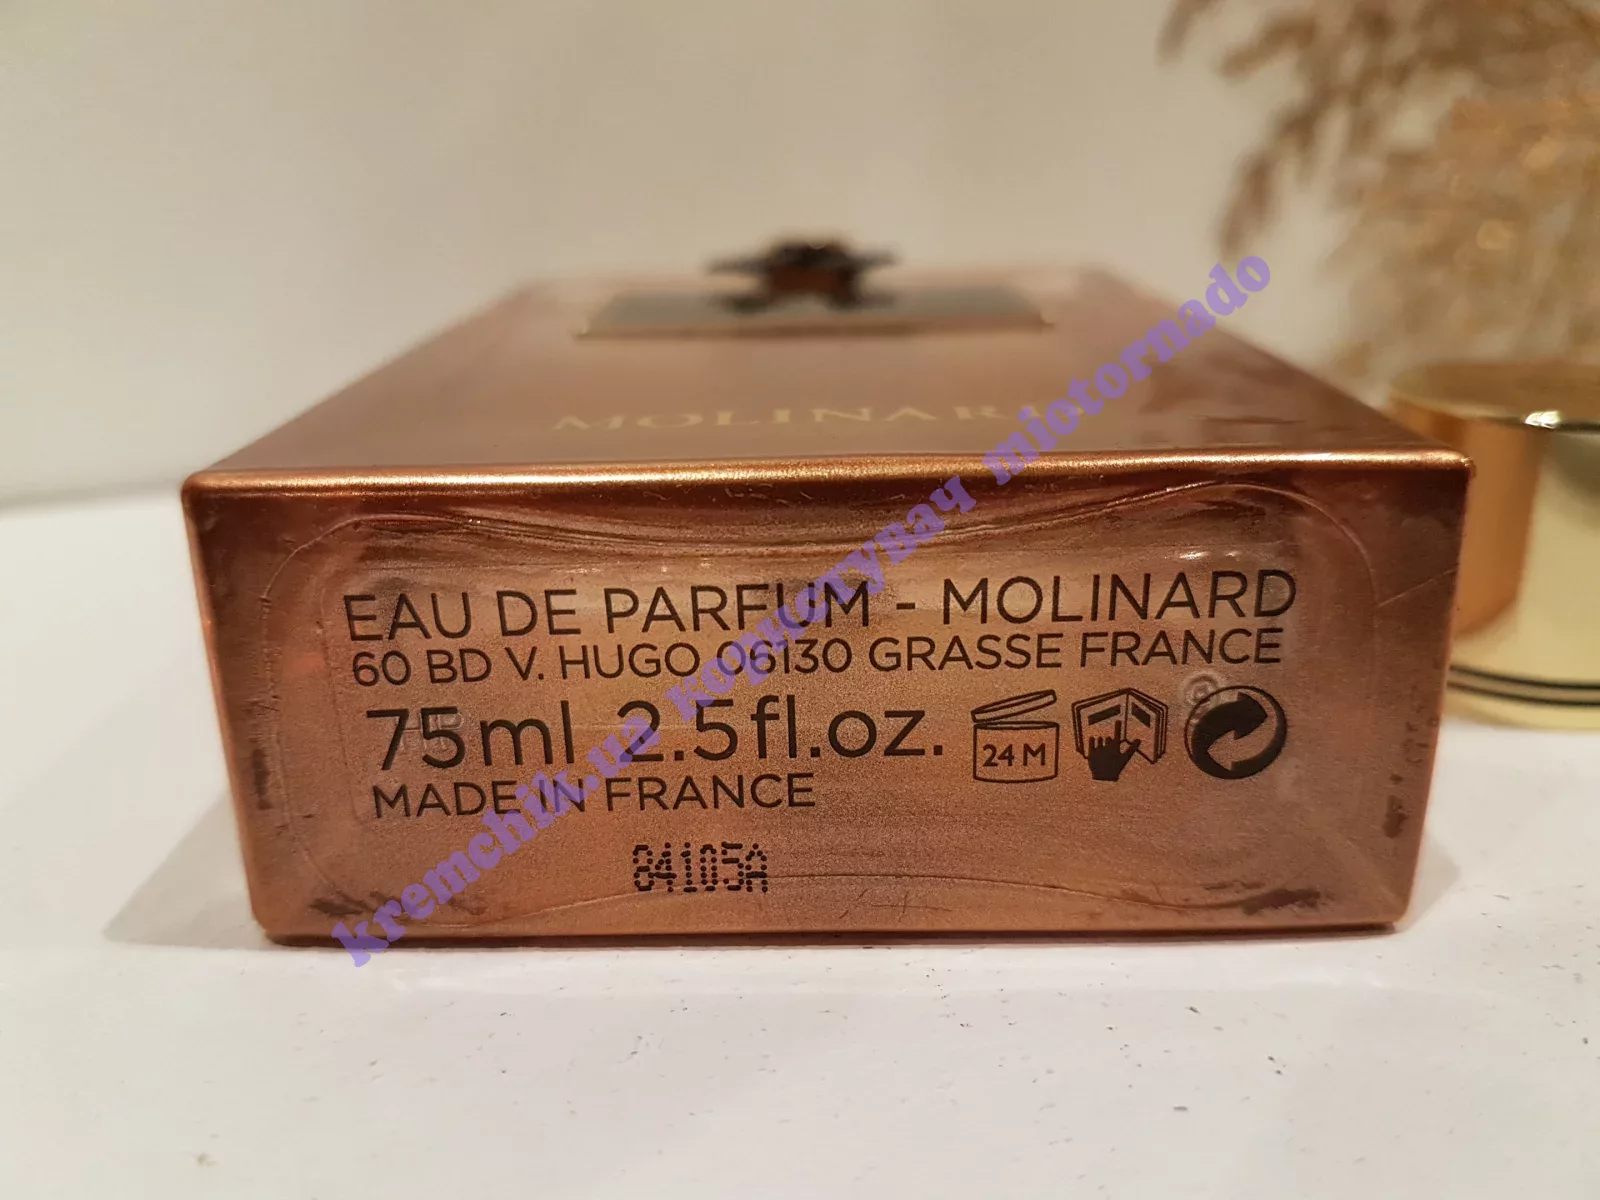 MOLINARD
EAU DE PARFUM - MOLINARD
60 BD V. HUGO 06130 GRASSE FRANCE
75ml 2.5fl.oz.
24 M
MADE IN FRANCE
84105A
kremchik.ua користувач miotornado